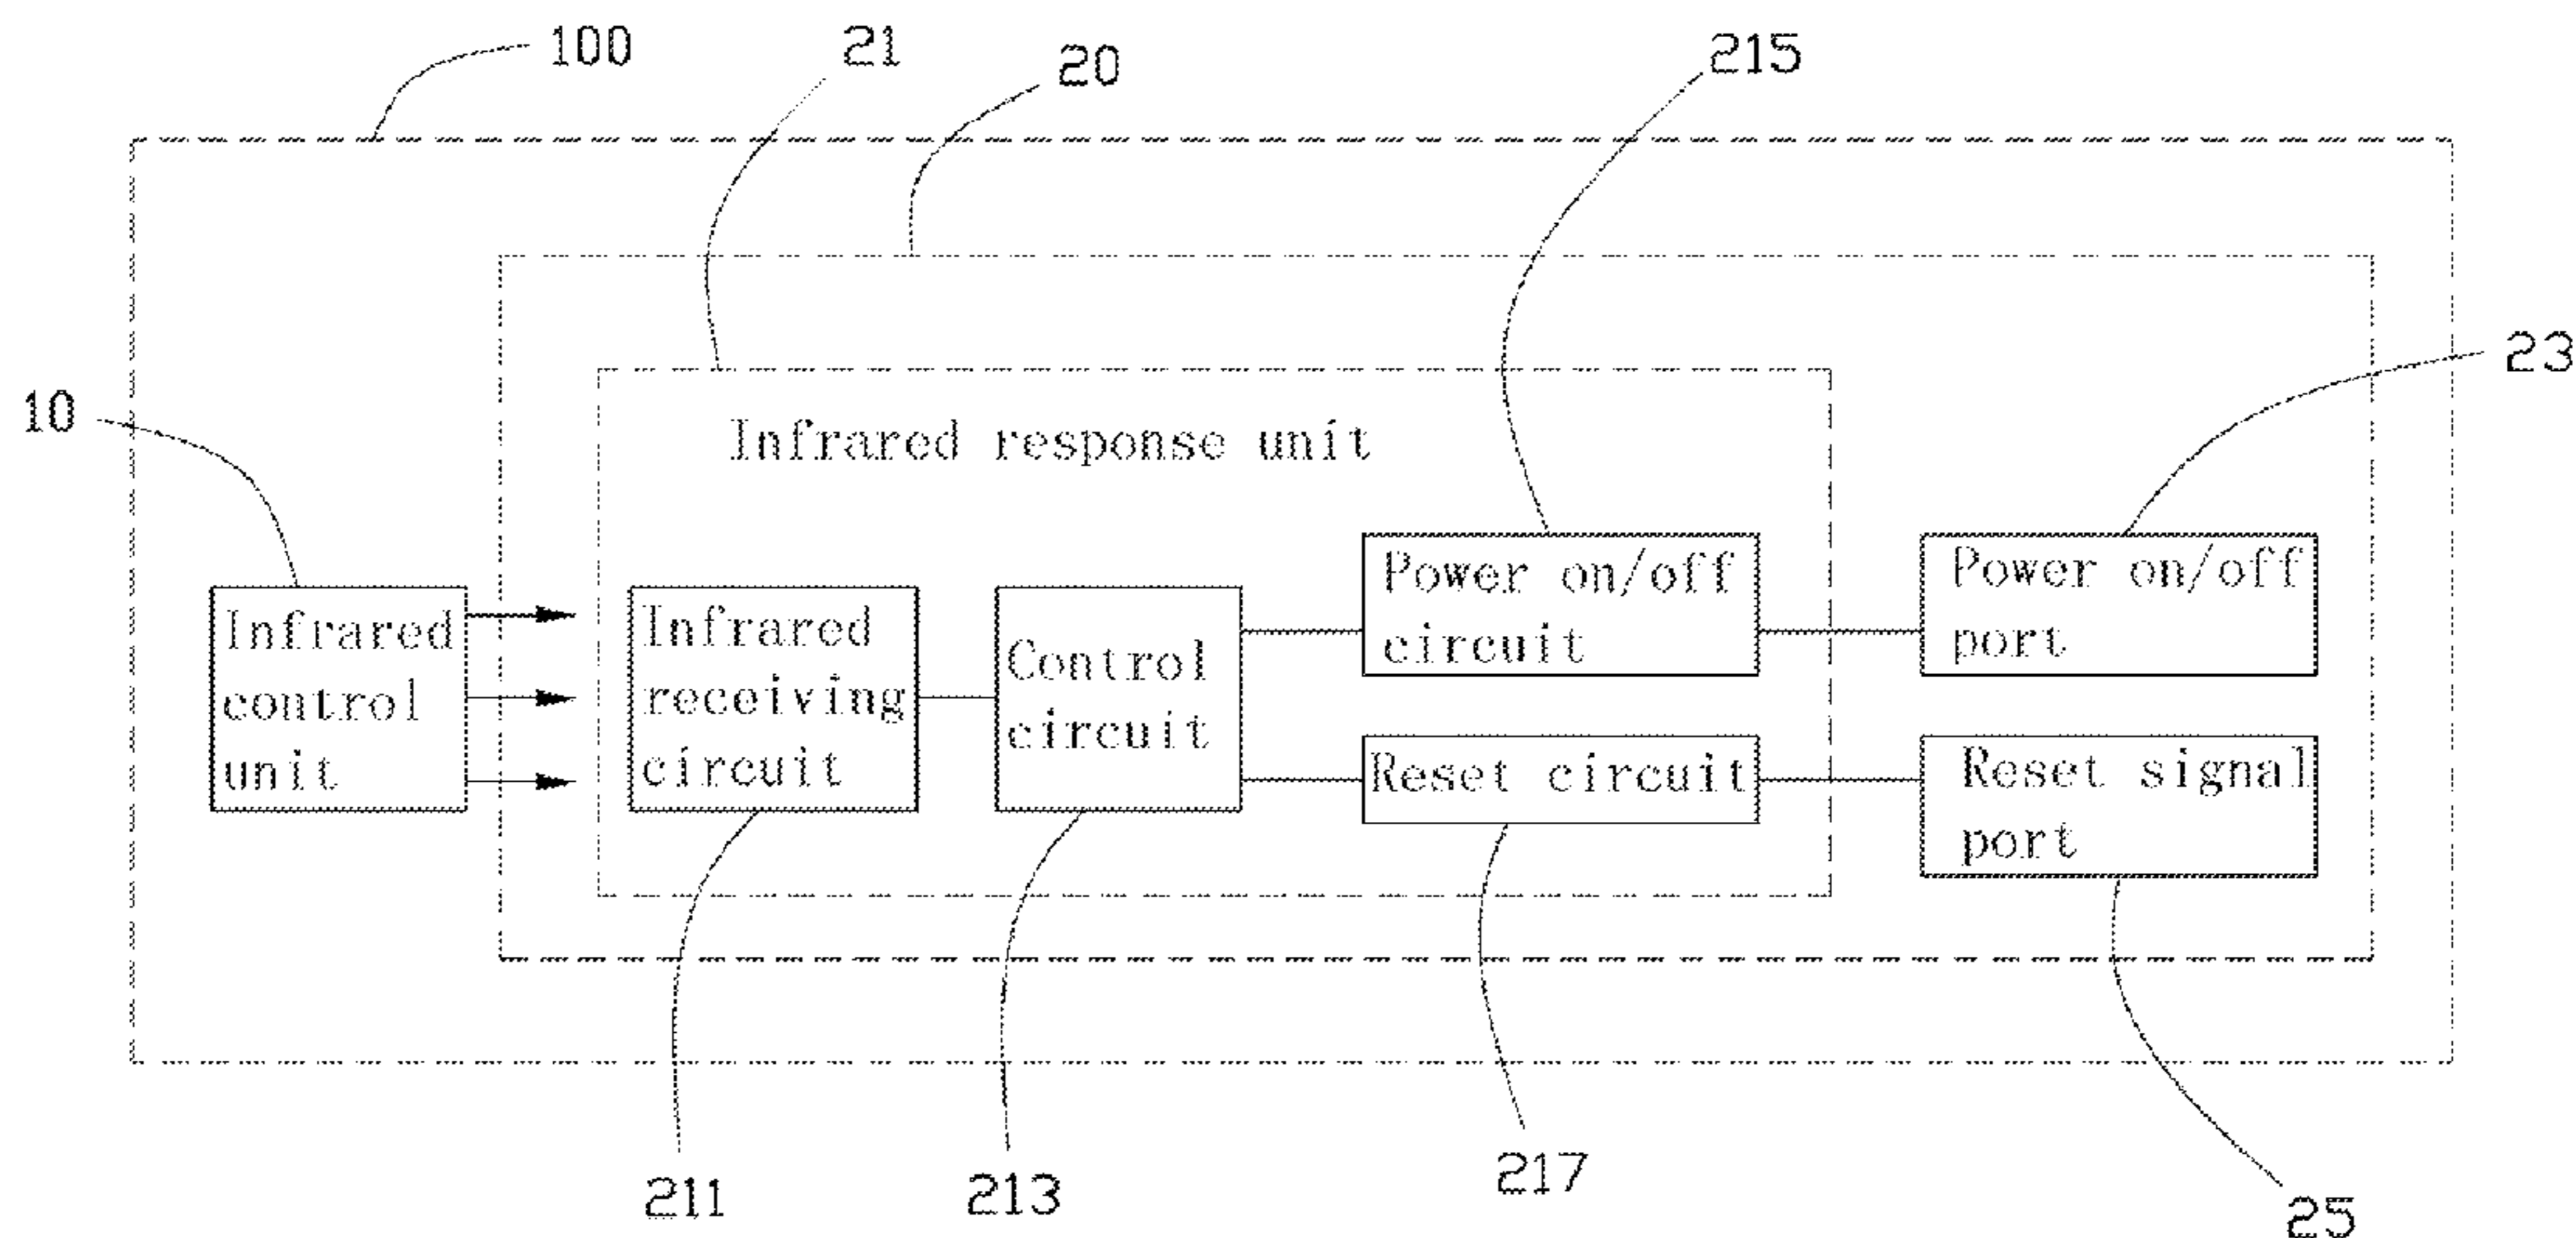 100
21
20
215
23
10
Infrared response unit
Infrared
control
unit
Infrared
receiving
circuit
Control
circuit
Power on/off
circuit
Power on/off
port
Reset circuit
Reset signal
port
211
213
217
25